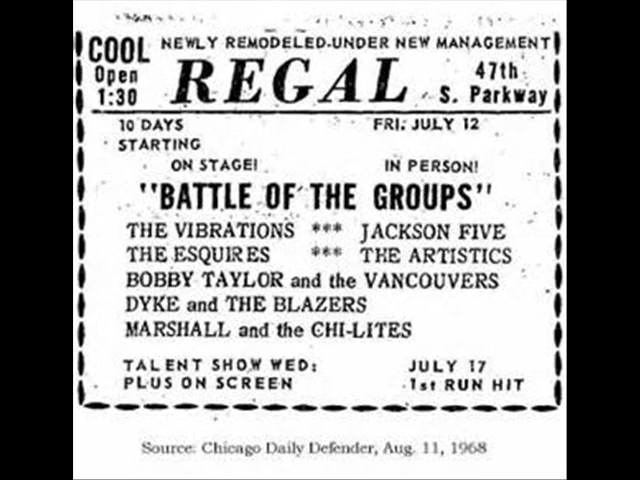 COOL NEWLY REMODELED-UNDER NEW MANAGEMENT
Open 1:30 REGAL 47th S. Parkway
10 DAYS STARTING FRI. JULY 12
ON STAGE! IN PERSON!
"BATTLE OF THE GROUPS"
THE VIBRATIONS *** JACKSON FIVE
THE ESQUIRES *** THE ARTISTICS
BOBBY TAYLOR and the VANCOUVERS
DYKE and THE BLAZERS
MARSHALL and the CHI-LITES
TALENT SHOW WED: JULY 17
PLUS ON SCREEN 1st RUN HIT
Source: Chicago Daily Defender, Aug. 11, 1968